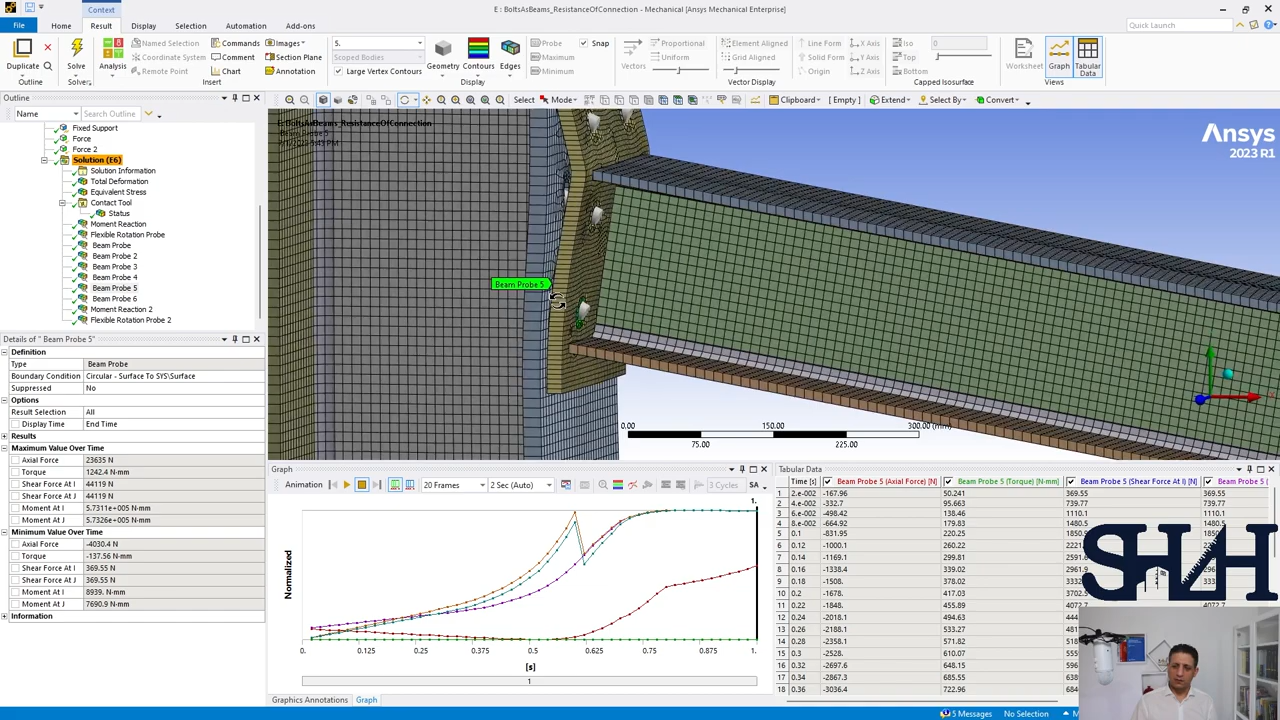 Context
E : BoltsAsBeams_ResistanceOfConnection - Mechanical [Ansys Mechanical Enterprise]
File Home Result Display Selection Automation Add-ons
Quick Launch
Duplicate
Outline
Solve
Solver
Analysis
Named Selection
Coordinate System
Remote Point
Commands
Comment
Chart
Images
Section Plane
Annotation
Insert
5.
Scoped Bodies
Large Vertex Contours
Geometry
Contours
Edges
Display
Probe
Maximum
Minimum
Snap
Vectors
Proportional
Uniform
Element Aligned
Grid Aligned
Line Form
Solid Form
Origin
X Axis
Y Axis
Z Axis
Vector Display
Iso
Top
Bottom
0
Capped Isosurface
Worksheet
Graph
Tabular Data
Views
Outline
Name
Search Outline
Select Mode
Clipboard [ Empty ] Extend Select By Convert
Fixed Support
Force
Force 2
Solution (E6)
Solution Information
Total Deformation
Equivalent Stress
Contact Tool
Status
Moment Reaction
Flexible Rotation Probe
Beam Probe
Beam Probe 2
Beam Probe 3
Beam Probe 4
Beam Probe 5
Beam Probe 6
Moment Reaction 2
Flexible Rotation Probe 2
Details of " Beam Probe 5"
Definition
Type Beam Probe
Boundary Condition Circular - Surface To SYS\Surface
Suppressed No
Options
Result Selection All
Display Time End Time
Results
Maximum Value Over Time
Axial Force 23635 N
Torque 1242.4 N-mm
Shear Force At I 44119 N
Shear Force At J 44119 N
Moment At I 5.7311e+005 N-mm
Moment At J 5.7326e+005 N-mm
Minimum Value Over Time
Axial Force -4030.4 N
Torque -137.56 N-mm
Shear Force At I 369.55 N
Shear Force At J 369.55 N
Moment At I 8939. N-mm
Moment At J 7690.9 N-mm
Information
E: BoltsAsBeams_ResistanceOfConnection
Beam Probe 5
Ansys
2023 R1
Beam Probe 5
0.00 150.00 300.00 (mm)
75.00 225.00
Graph
Animation 20 Frames 2 Sec (Auto) 3 Cycles
1.
Normalized
0. 0.125 0.25 0.375 0.5 0.625 0.75 0.875 1.
[s]
1
Graphics Annotations Graph
Tabular Data
Time [s] Beam Probe 5 (Axial Force) [N] Beam Probe 5 (Torque) [N-mm] Beam Probe 5 (Shear Force At I) [N] Beam Probe 5
1 2.e-002 -167.96 50.241 369.55 369.55
2 4.e-002 -332.7 95.663 739.77 739.77
3 6.e-002 -498.42 138.46 1110.1 1110.1
4 8.e-002 -664.92 179.83 1480.5 1480.5
5 0.1 -831.95 220.25 1850.9
6 0.12 -1000.1 260.22
7 0.14 -1169.1 299.81
8 0.16 -1338.4 339.02
9 0.18 -1508. 378.02
10 0.2 -1678. 417.03
11 0.22 -1848. 455.89
12 0.24 -2018.1 494.63
13 0.26 -2188.1 533.27
14 0.28 -2358.1 571.82
15 0.3 -2528. 610.07
16 0.32 -2697.6 648.15
17 0.34 -2867.3 685.55
18 0.36 -3036.4 722.96
5 Messages No Selection